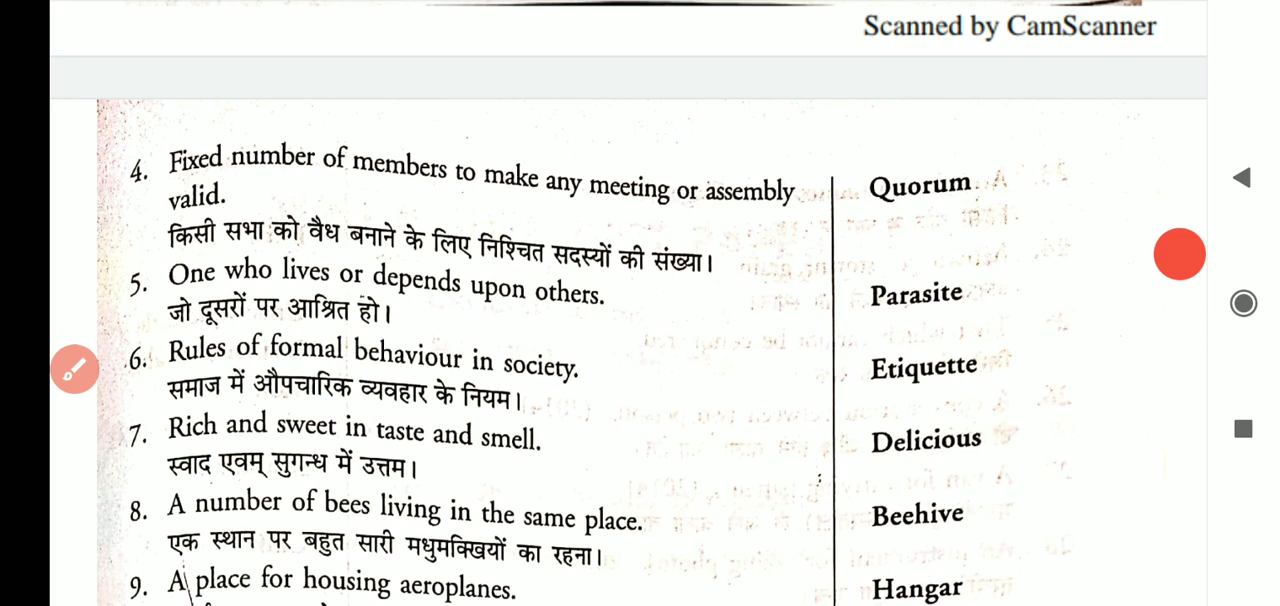 Scanned by CamScanner
4. Fixed number of members to make any meeting or assembly
valid.
Quorum
किसी सभा को वैध बनाने के लिए निश्चित सदस्यों की संख्या।
5. One who lives or depends upon others.
Parasite
जो दूसरों पर आश्रित हो।
6. Rules of formal behaviour in society.
Etiquette
समाज में औपचारिक व्यवहार के नियम।
7. Rich and sweet in taste and smell.
Delicious
स्वाद एवम् सुगन्ध में उत्तम।
8. A number of bees living in the same place.
Beehive
एक स्थान पर बहुत सारी मधुमक्खियों का रहना।
9. A place for housing aeroplanes.
Hangar